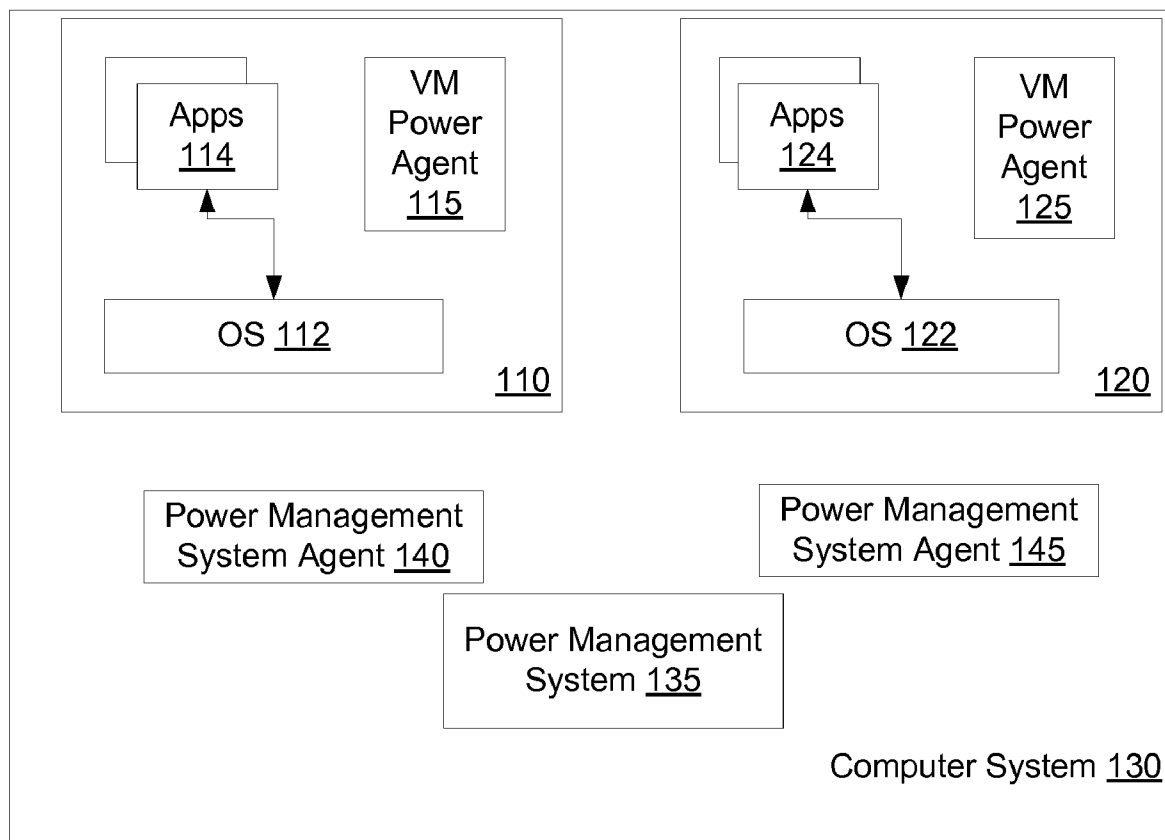 Apps
114
VM
Power
Agent
115
OS 112
110
Apps
124
VM
Power
Agent
125
OS 122
120
Power Management
System Agent 140
Power Management
System Agent 145
Power Management
System 135
Computer System 130